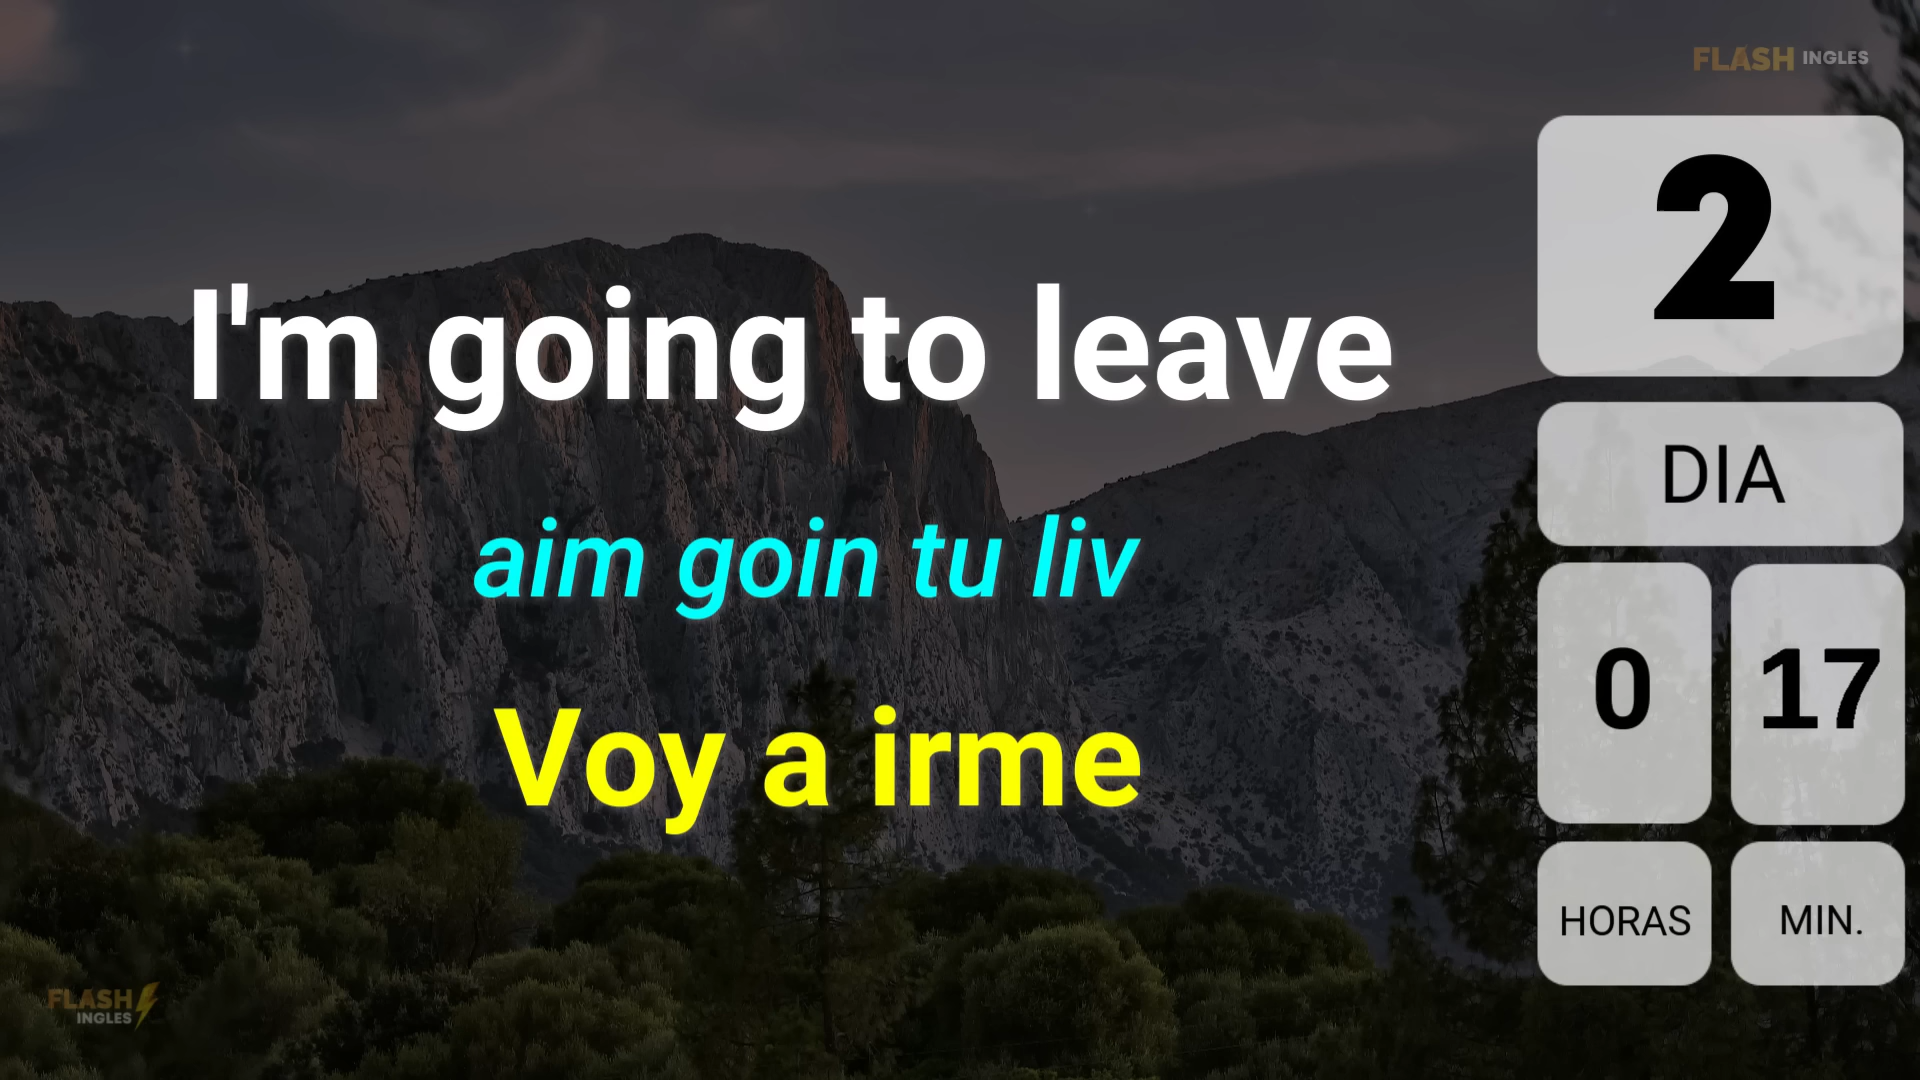 FLASH INGLES
2
DIA
I'm going to leave
aim goin tu liv
Voy a irme
0 17
HORAS MIN.
FLASH
INGLES